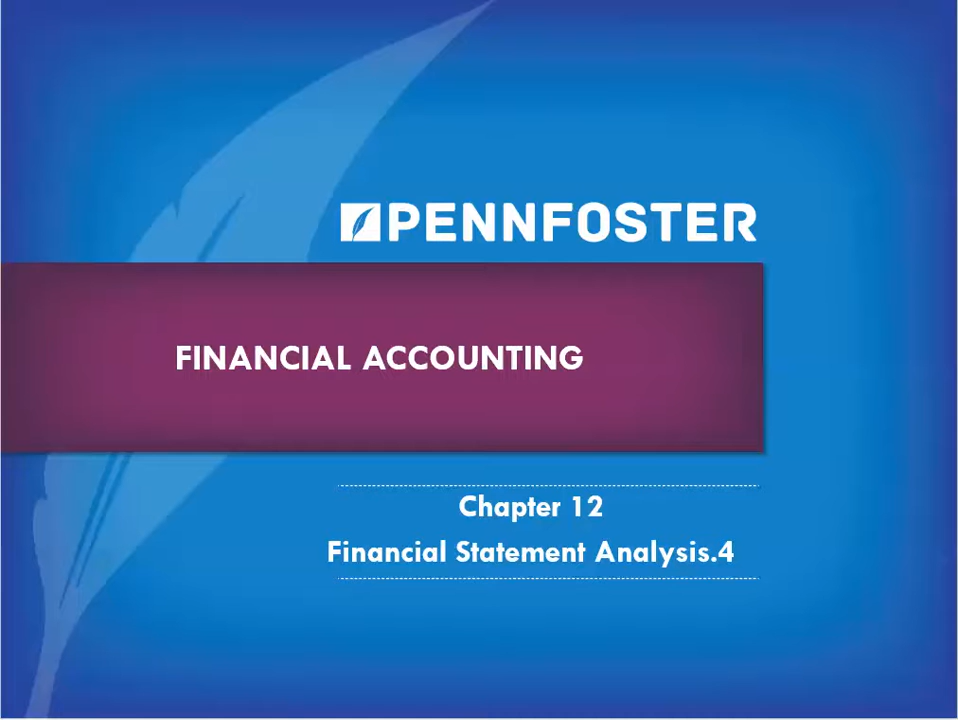 PENNFOSTER
FINANCIAL ACCOUNTING
Chapter 12
Financial Statement Analysis.4